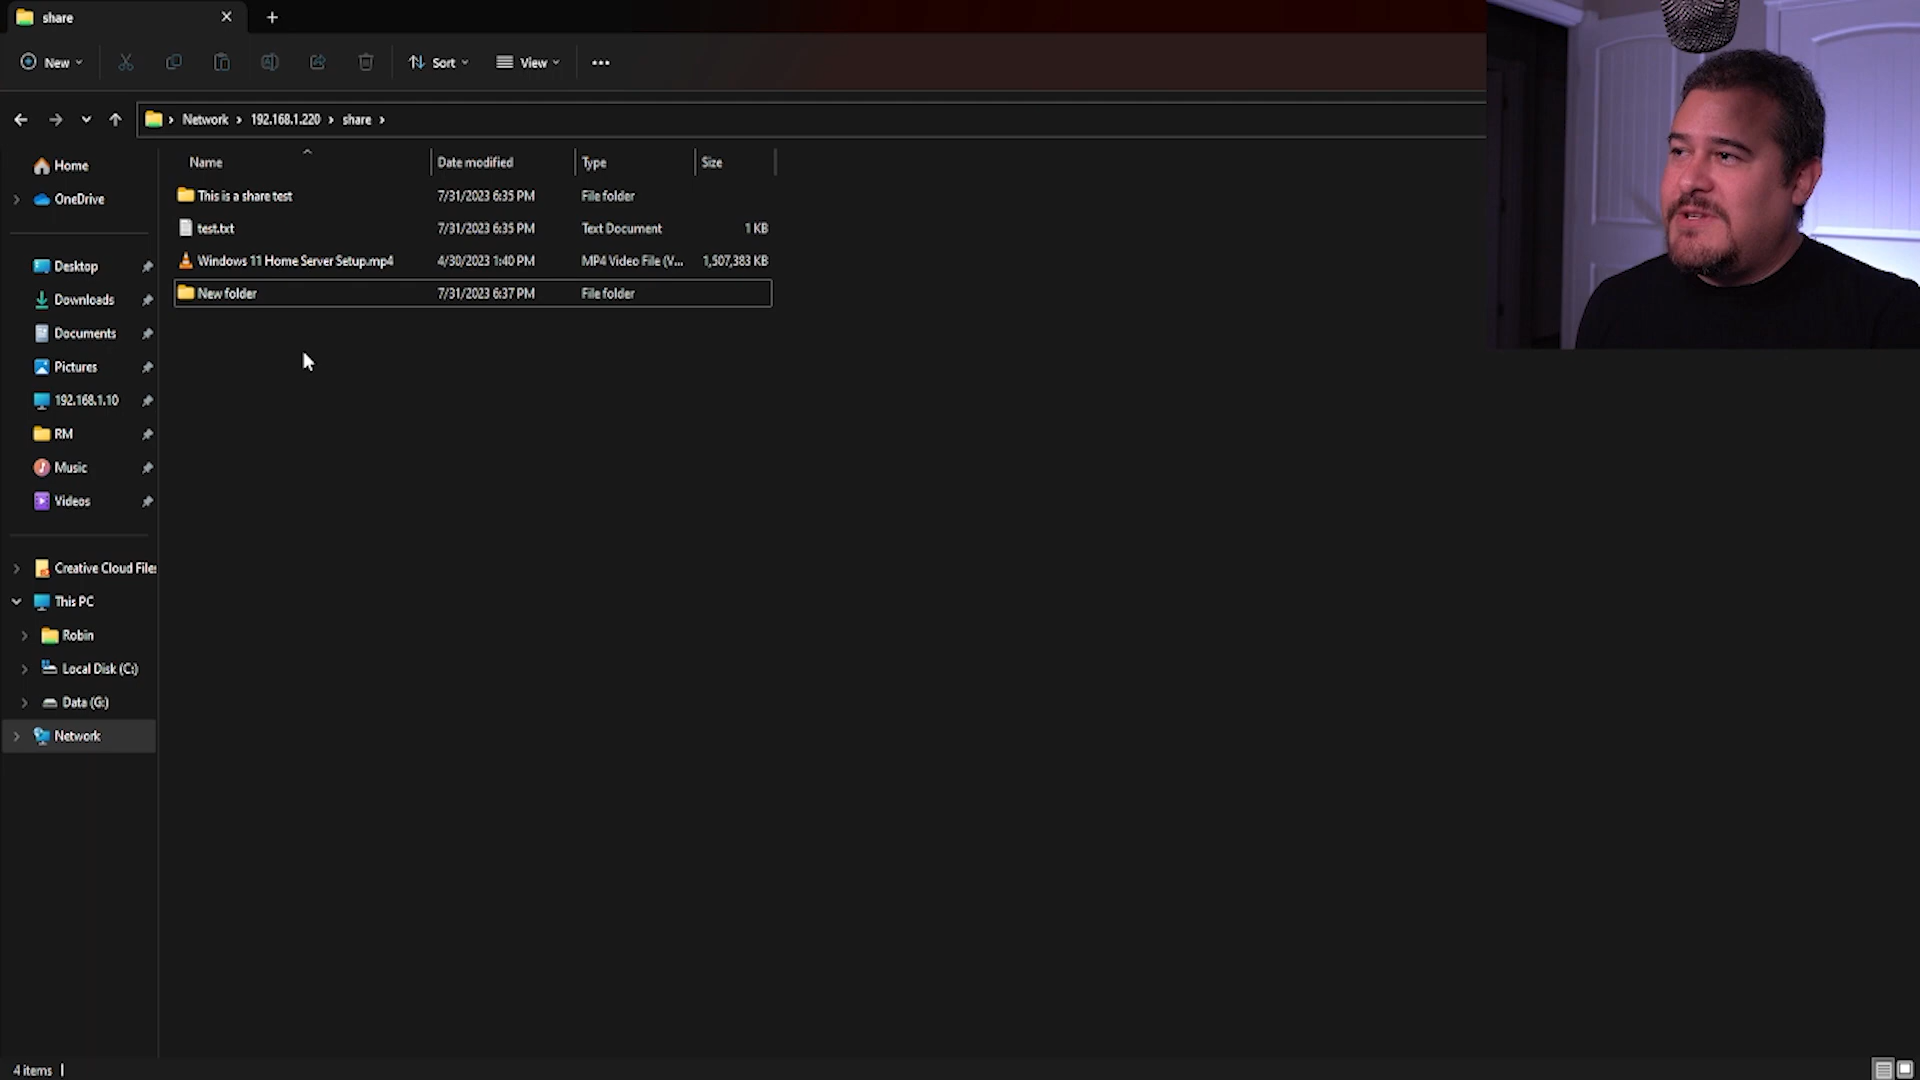 share
New
Sort
View
Network
192.168.1.220
share
Name
Date modified
Type
Size
This is a share test
7/31/2023 6:35 PM
File folder
test.txt
7/31/2023 6:35 PM
Text Document
1 KB
Windows 11 Home Server Setup.mp4
4/30/2023 1:40 PM
MP4 Video File (V...
1,507,383 KB
New folder
7/31/2023 6:37 PM
File folder
Home
OneDrive
Desktop
Downloads
Documents
Pictures
192.168.1.10
RM
Music
Videos
Creative Cloud Files
This PC
Robin
Local Disk (C:)
Data (G:)
Network
4 items